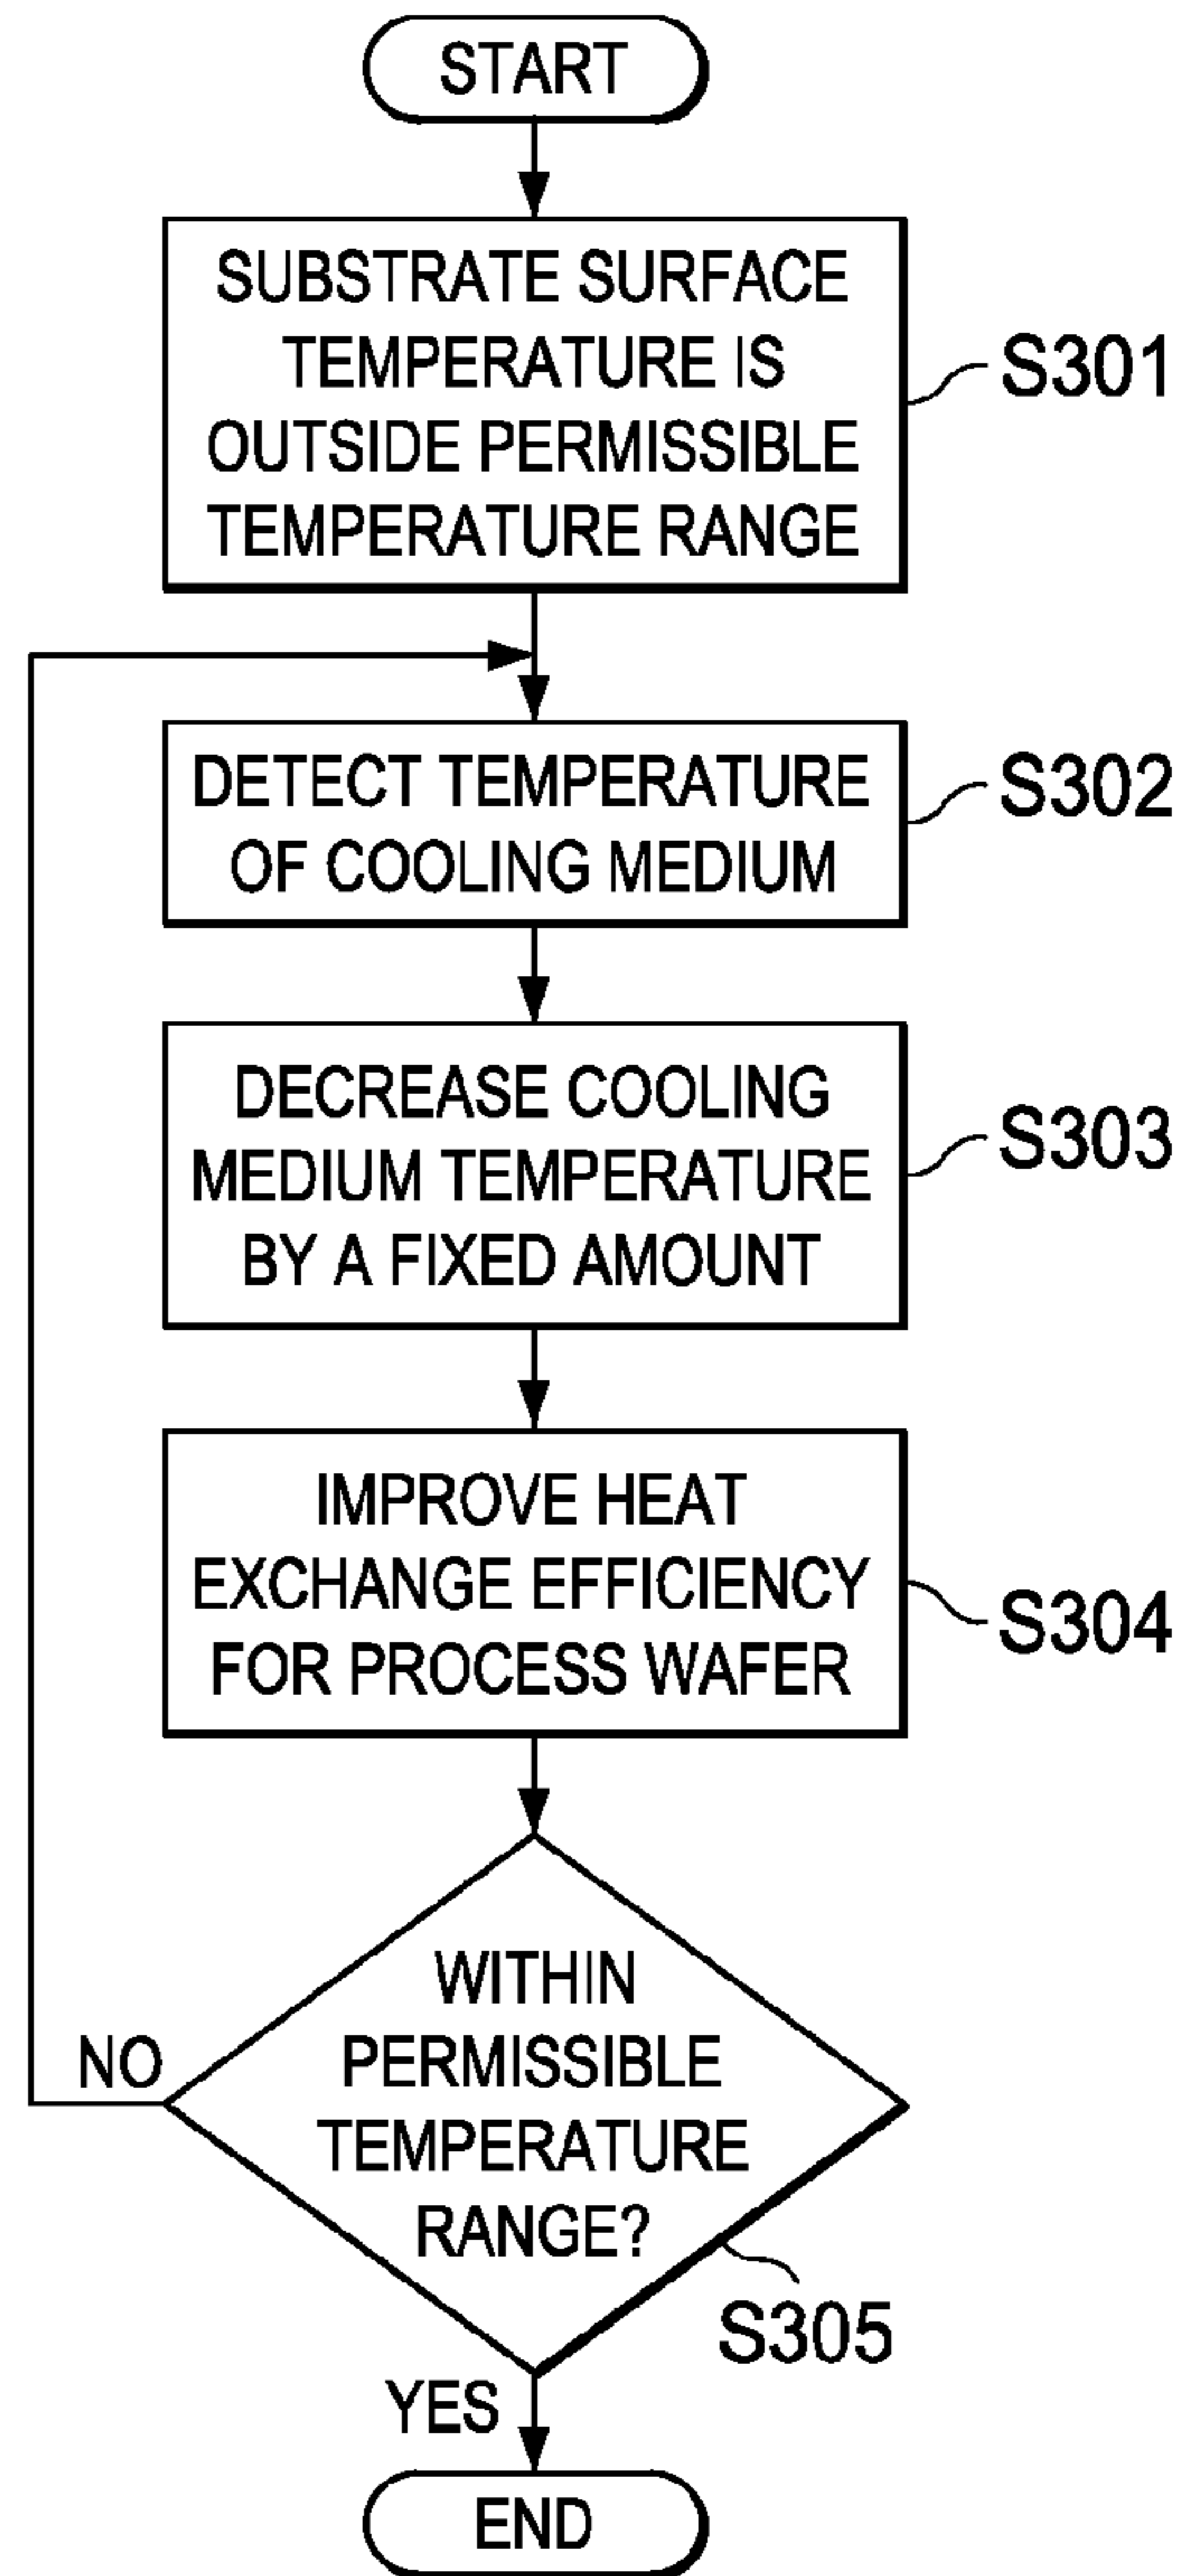 START
SUBSTRATE SURFACE
TEMPERATURE IS
OUTSIDE PERMISSIBLE
TEMPERATURE RANGE
S301
DETECT TEMPERATURE
OF COOLING MEDIUM
S302
DECREASE COOLING
MEDIUM TEMPERATURE
BY A FIXED AMOUNT
S303
IMPROVE HEAT
EXCHANGE EFFICIENCY
FOR PROCESS WAFER
S304
WITHIN
PERMISSIBLE
TEMPERATURE
RANGE?
NO
S305
YES
END